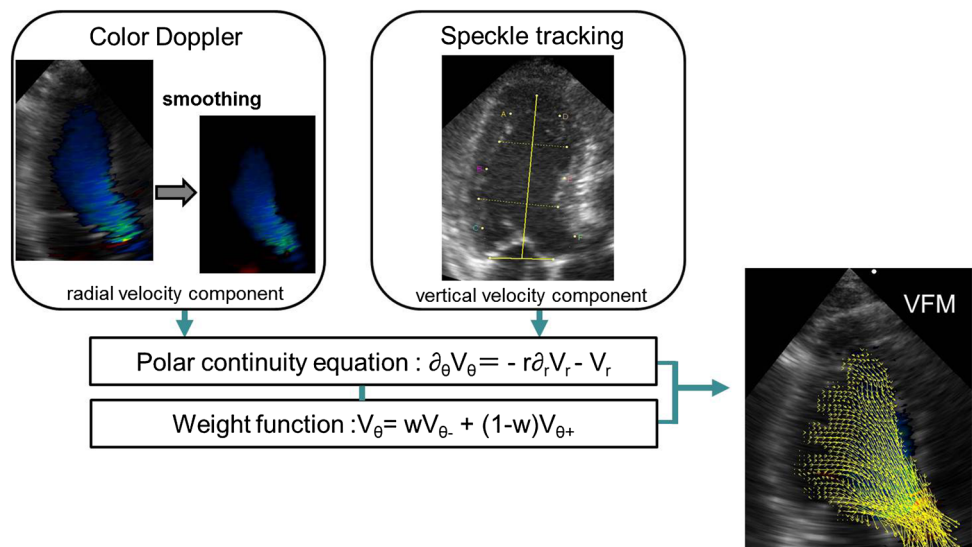 Color Doppler
smoothing
radial velocity component
Speckle tracking
A
D
vertical velocity component
Polar continuity equation : ∂θVθ= - r∂rVr - Vr
Weight function :Vθ= wVθ- + (1-w)Vθ+
VFM